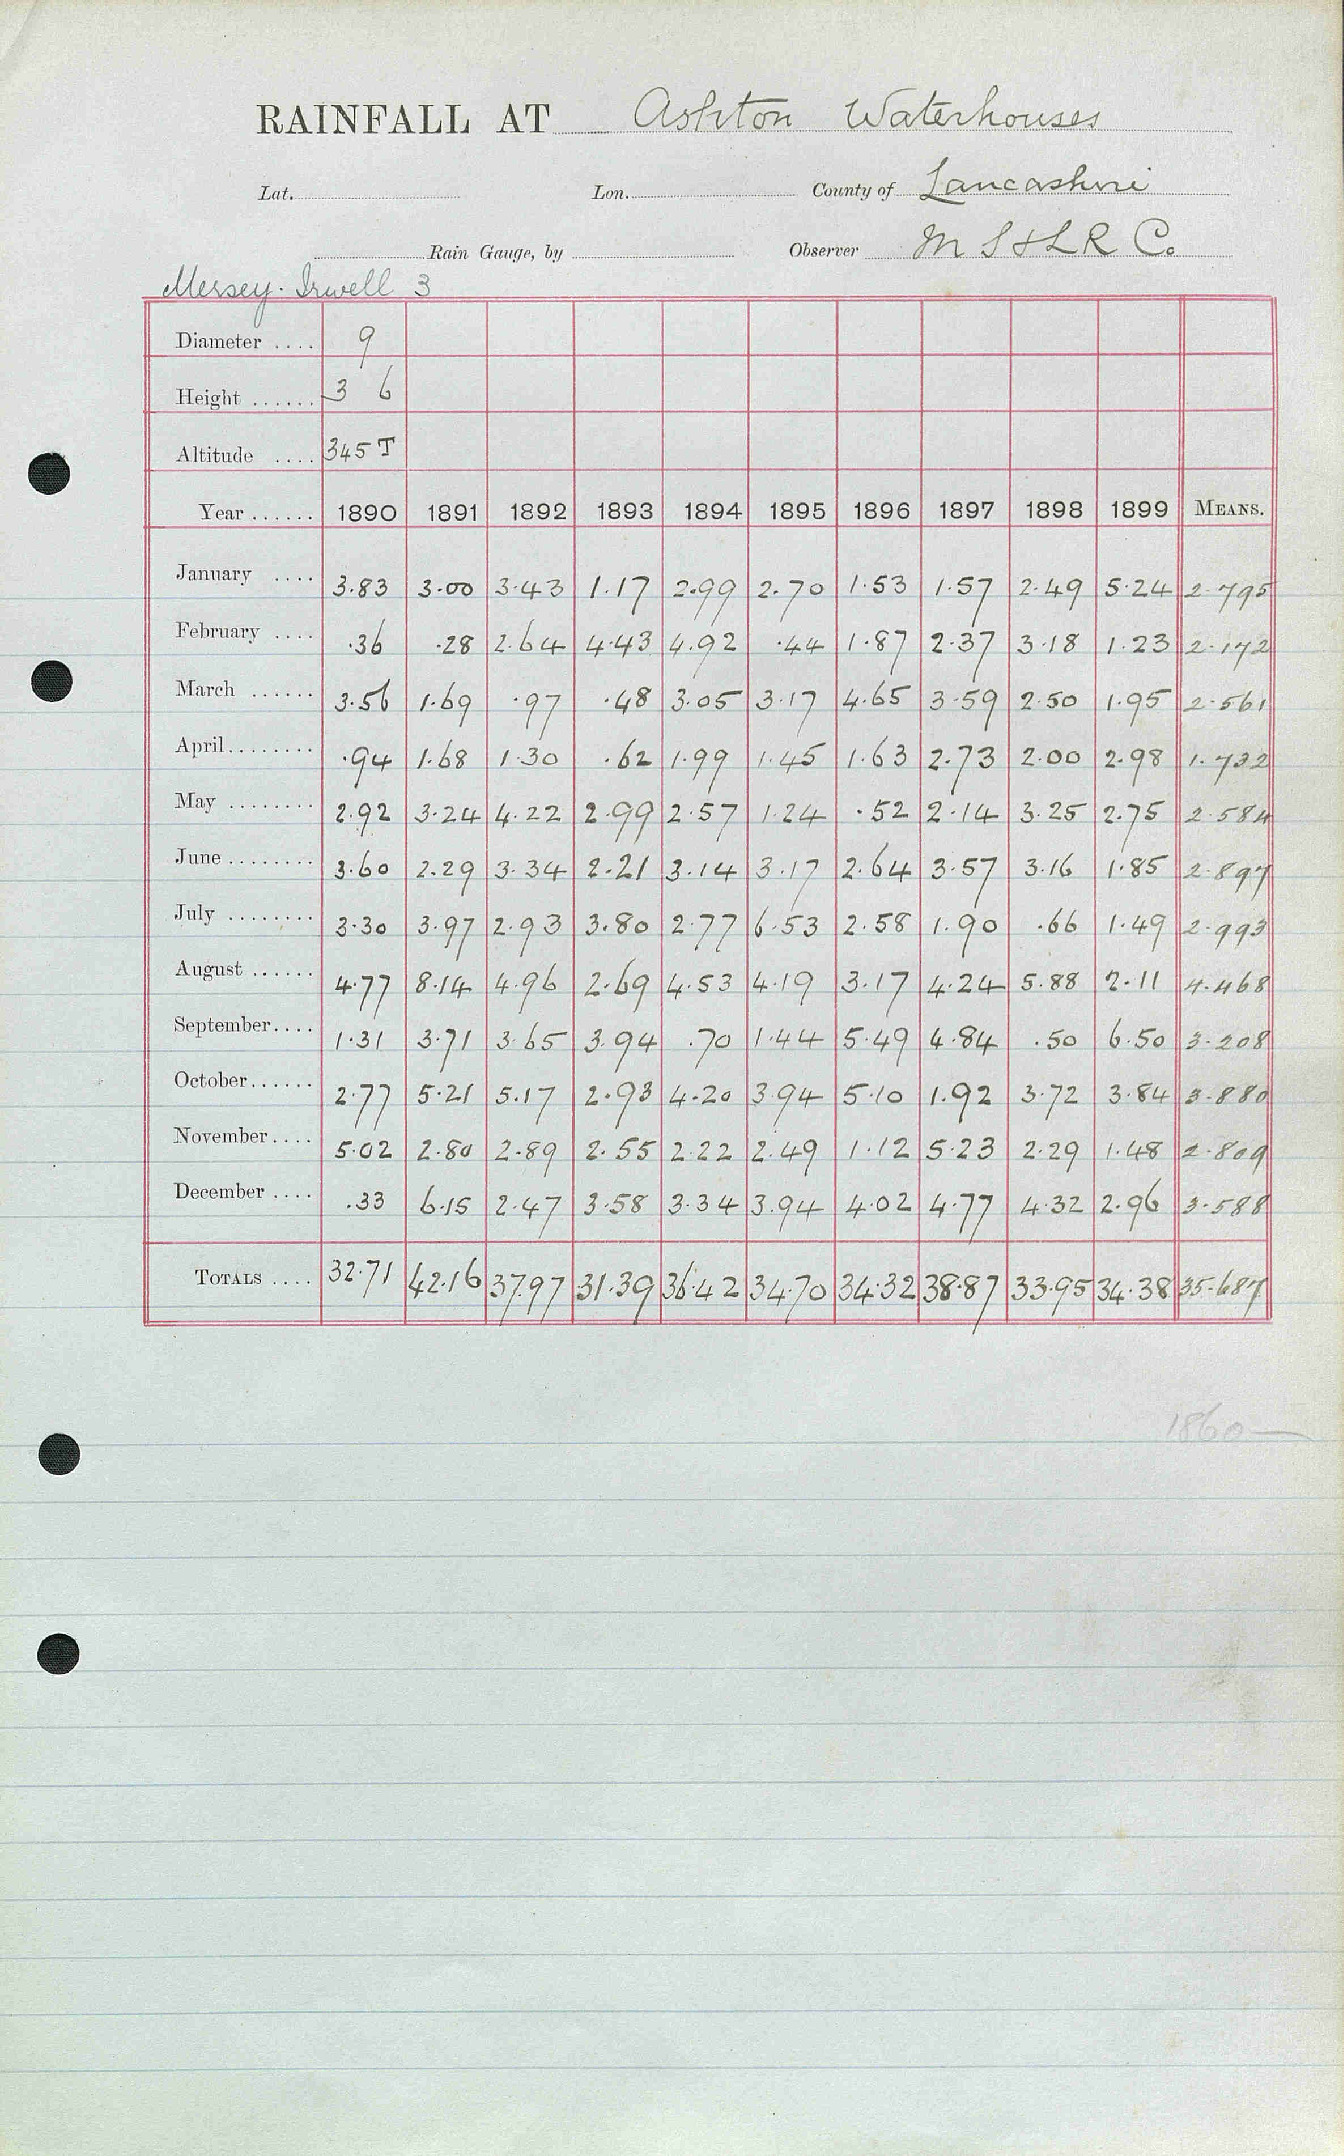 RAINFALL AT Ashton Waterhouses
Lat. Lon. County of Lancashire
Rain Gauge, by Observer M S & L R Co.
Mersey. Irwell 3
Diameter .... 9
Height ...... 3 6
Altitude .... 345 T
Year ...... 1890 1891 1892 1893 1894 1895 1896 1897 1898 1899 MEANS.
January .... 3.83 3.00 3.43 1.17 2.99 2.70 1.53 1.57 2.49 5.24 2.795
February .... .36 .28 2.64 4.43 4.92 .44 1.87 2.37 3.18 1.23 2.172
March ...... 3.56 1.69 .97 .48 3.05 3.17 4.65 3.59 2.50 1.95 2.561
April ........ .94 1.68 1.30 .62 1.99 1.45 1.63 2.73 2.00 2.98 1.732
May ........ 2.92 3.24 4.22 2.99 2.57 1.24 .52 2.14 3.25 2.75 2.584
June ........ 3.60 2.29 3.34 2.21 3.14 3.17 2.64 3.57 3.16 1.85 2.897
July ........ 3.30 3.97 2.93 3.80 2.77 6.53 2.58 1.90 .66 1.49 2.993
August ...... 4.77 8.14 4.96 2.69 4.53 4.19 3.17 4.24 5.88 2.11 4.468
September .... 1.31 3.71 3.65 3.94 .70 1.44 5.49 4.84 .50 6.50 3.208
October ...... 2.77 5.21 5.17 2.93 4.20 3.94 5.10 1.92 3.72 3.84 3.880
November .... 5.02 2.80 2.89 2.55 2.22 2.49 1.12 5.23 2.29 1.48 2.809
December .... .33 6.15 2.47 3.58 3.34 3.94 4.02 4.77 4.32 2.96 3.588
TOTALS .... 32.71 42.16 37.97 31.39 36.42 34.70 34.32 38.87 33.95 34.38 35.687
1860—